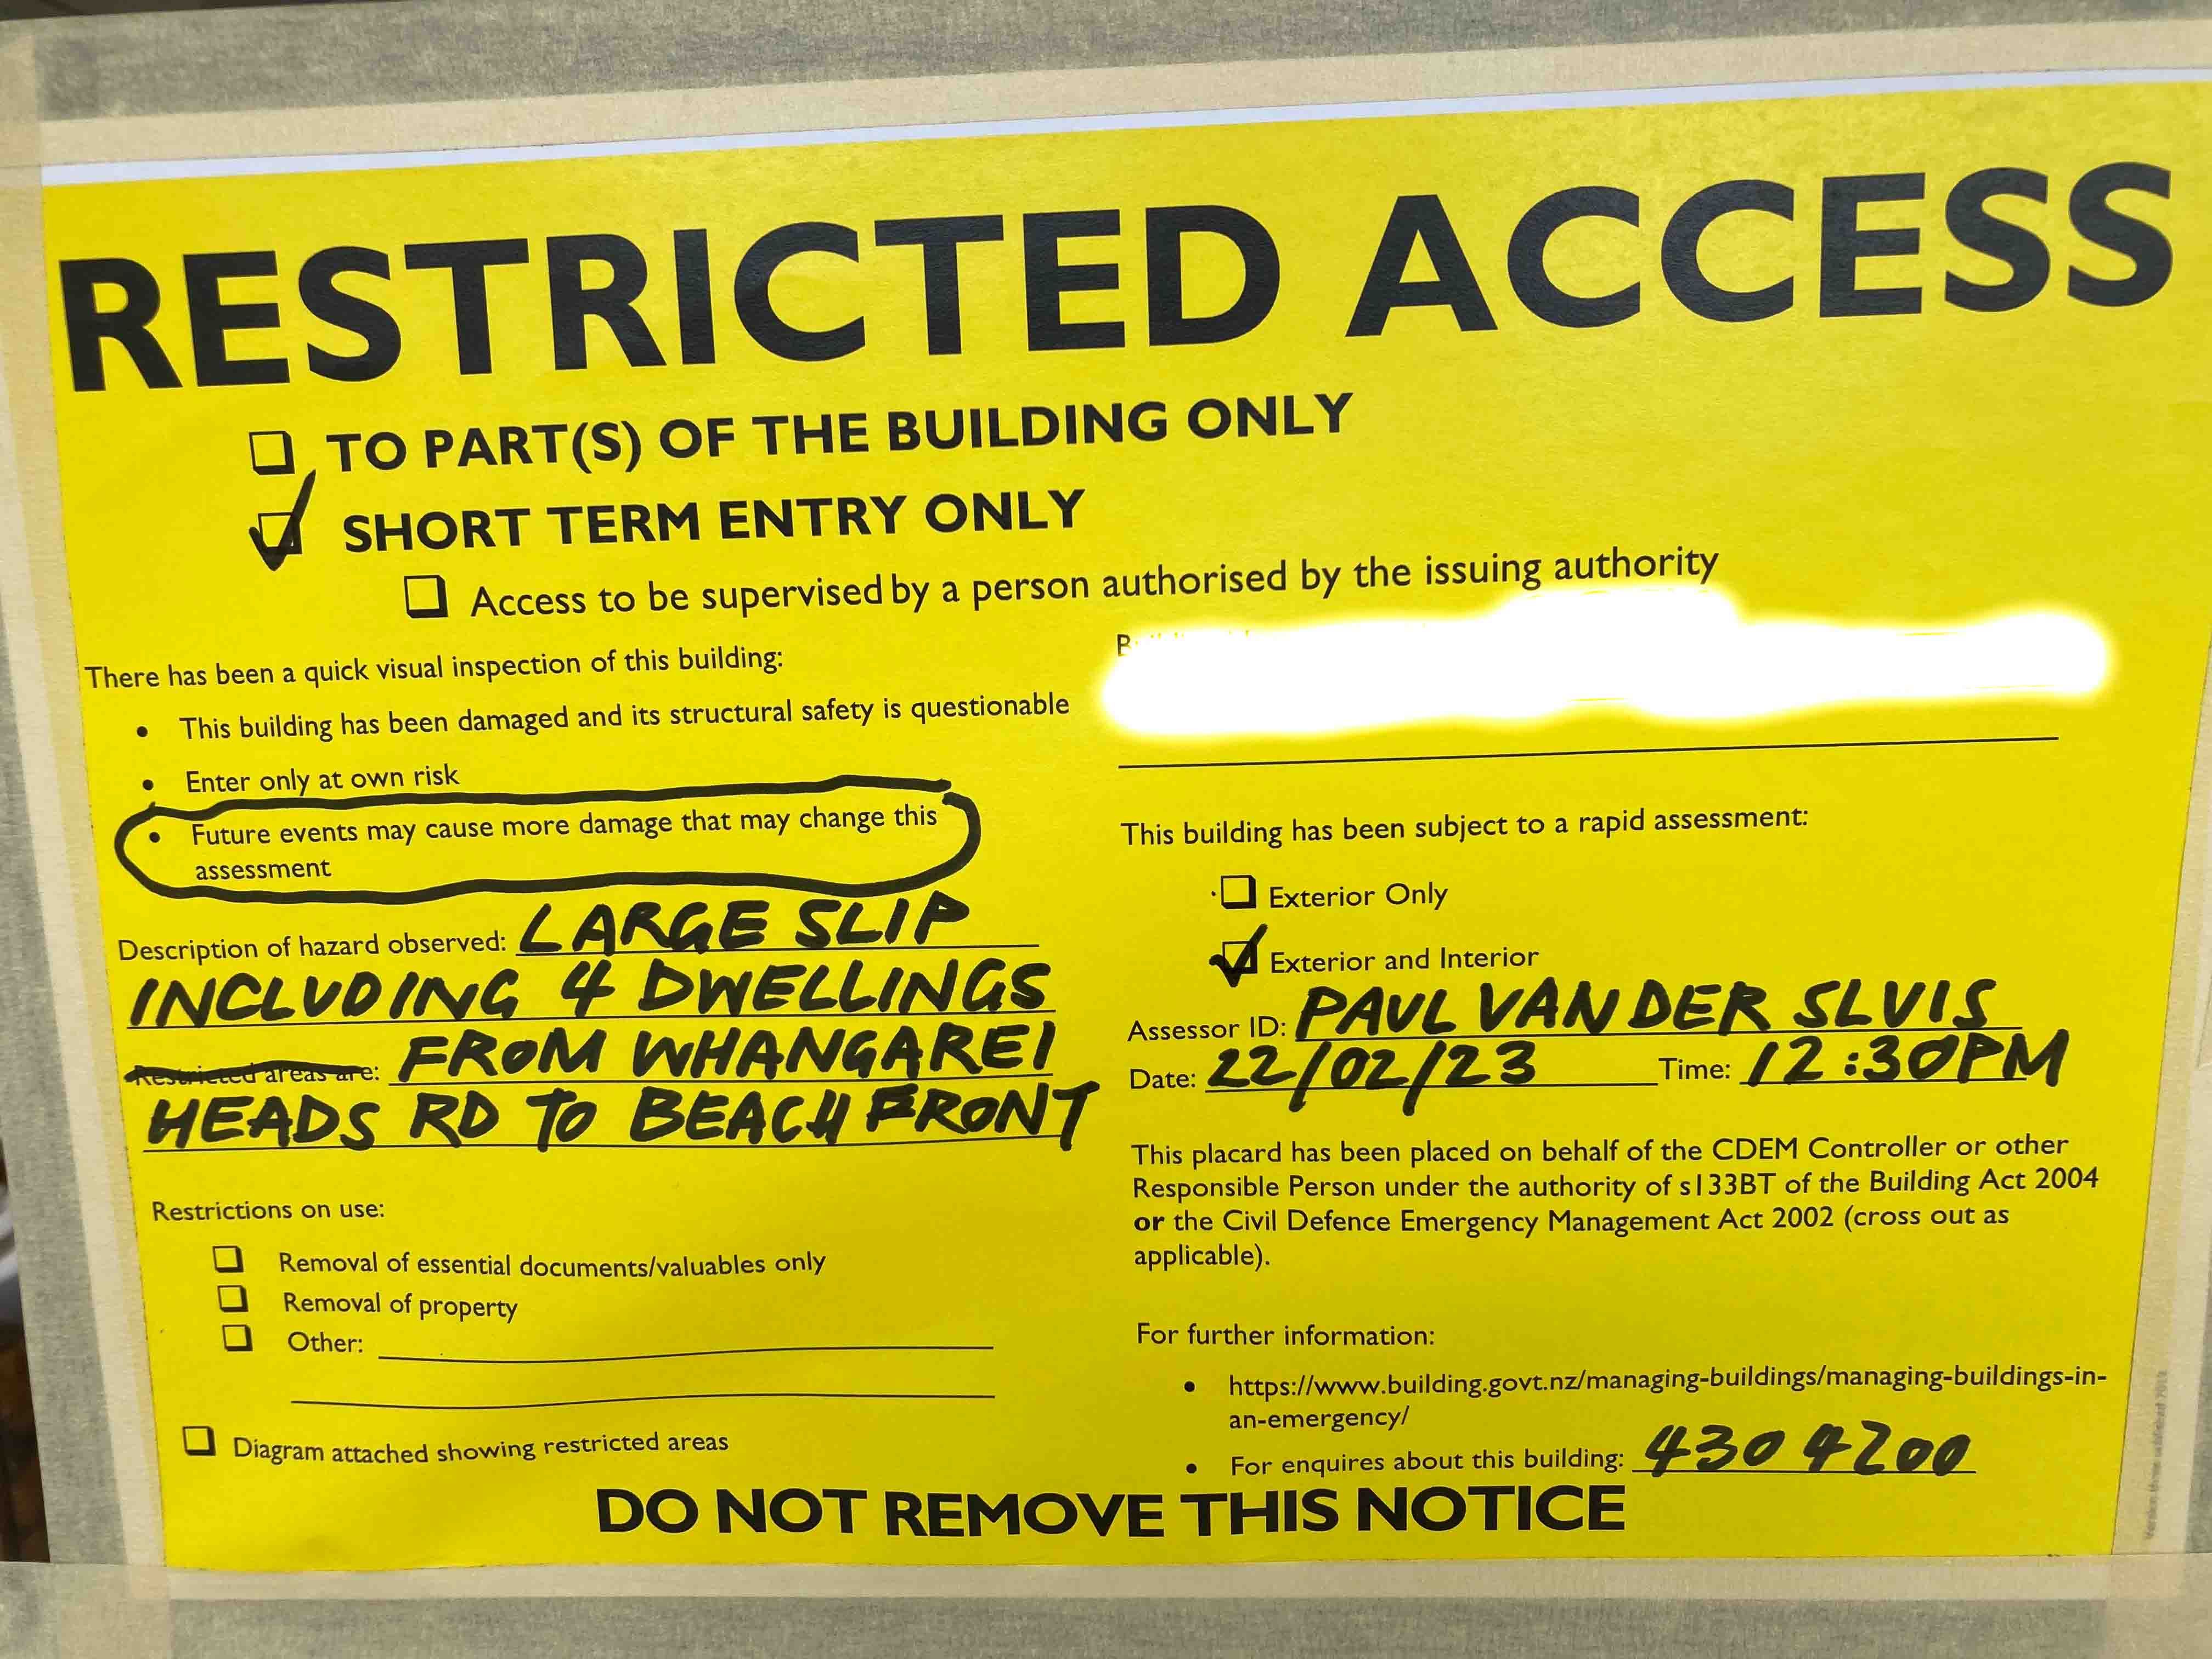 RESTRICTED ACCESS
TO PART(S) OF THE BUILDING ONLY
SHORT TERM ENTRY ONLY
Access to be supervised by a person authorised by the issuing authority
There has been a quick visual inspection of this building:
• This building has been damaged and its structural safety is questionable
• Enter only at own risk
• Future events may cause more damage that may change this
assessment
Description of hazard observed: LARGE SLIP
INCLUDING 4 DWELLINGS
Restricted areas are: FROM WHANGAREI
HEADS RD TO BEACH FRONT
Restrictions on use:
Removal of essential documents/valuables only
Removal of property
Other:
Diagram attached showing restricted areas
This building has been subject to a rapid assessment:
Exterior Only
Exterior and Interior
Assessor ID: PAUL VAN DER SLUIS
Date: 22/02/23 Time: 12:30PM
This placard has been placed on behalf of the CDEM Controller or other
Responsible Person under the authority of s133BT of the Building Act 2004
or the Civil Defence Emergency Management Act 2002 (cross out as
applicable).
For further information:
• https://www.building.govt.nz/managing-buildings/managing-buildings-in-
an-emergency/
• For enquires about this building: 430 4200
DO NOT REMOVE THIS NOTICE